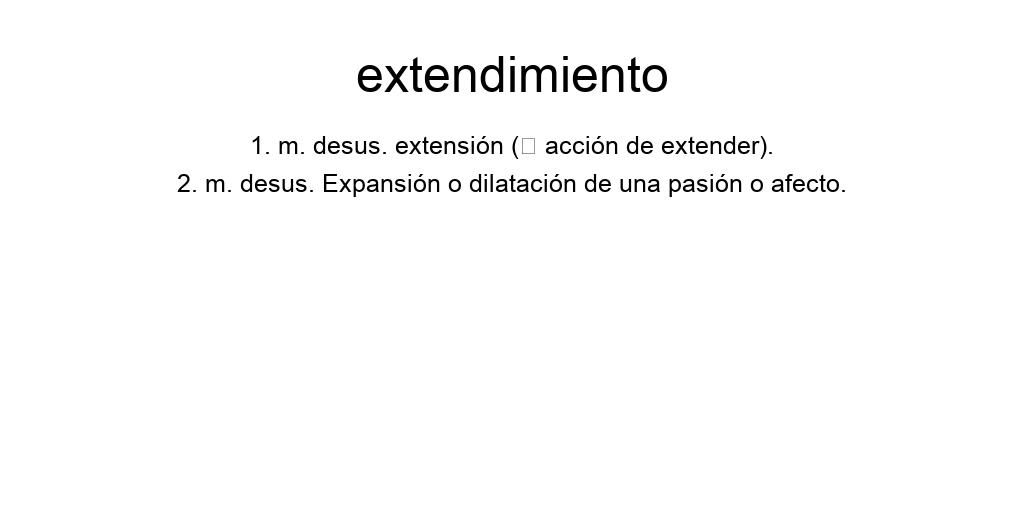 extendimiento
1. m. desus. extensión (□ acción de extender).
2. m. desus. Expansión o dilatación de una pasión o afecto.